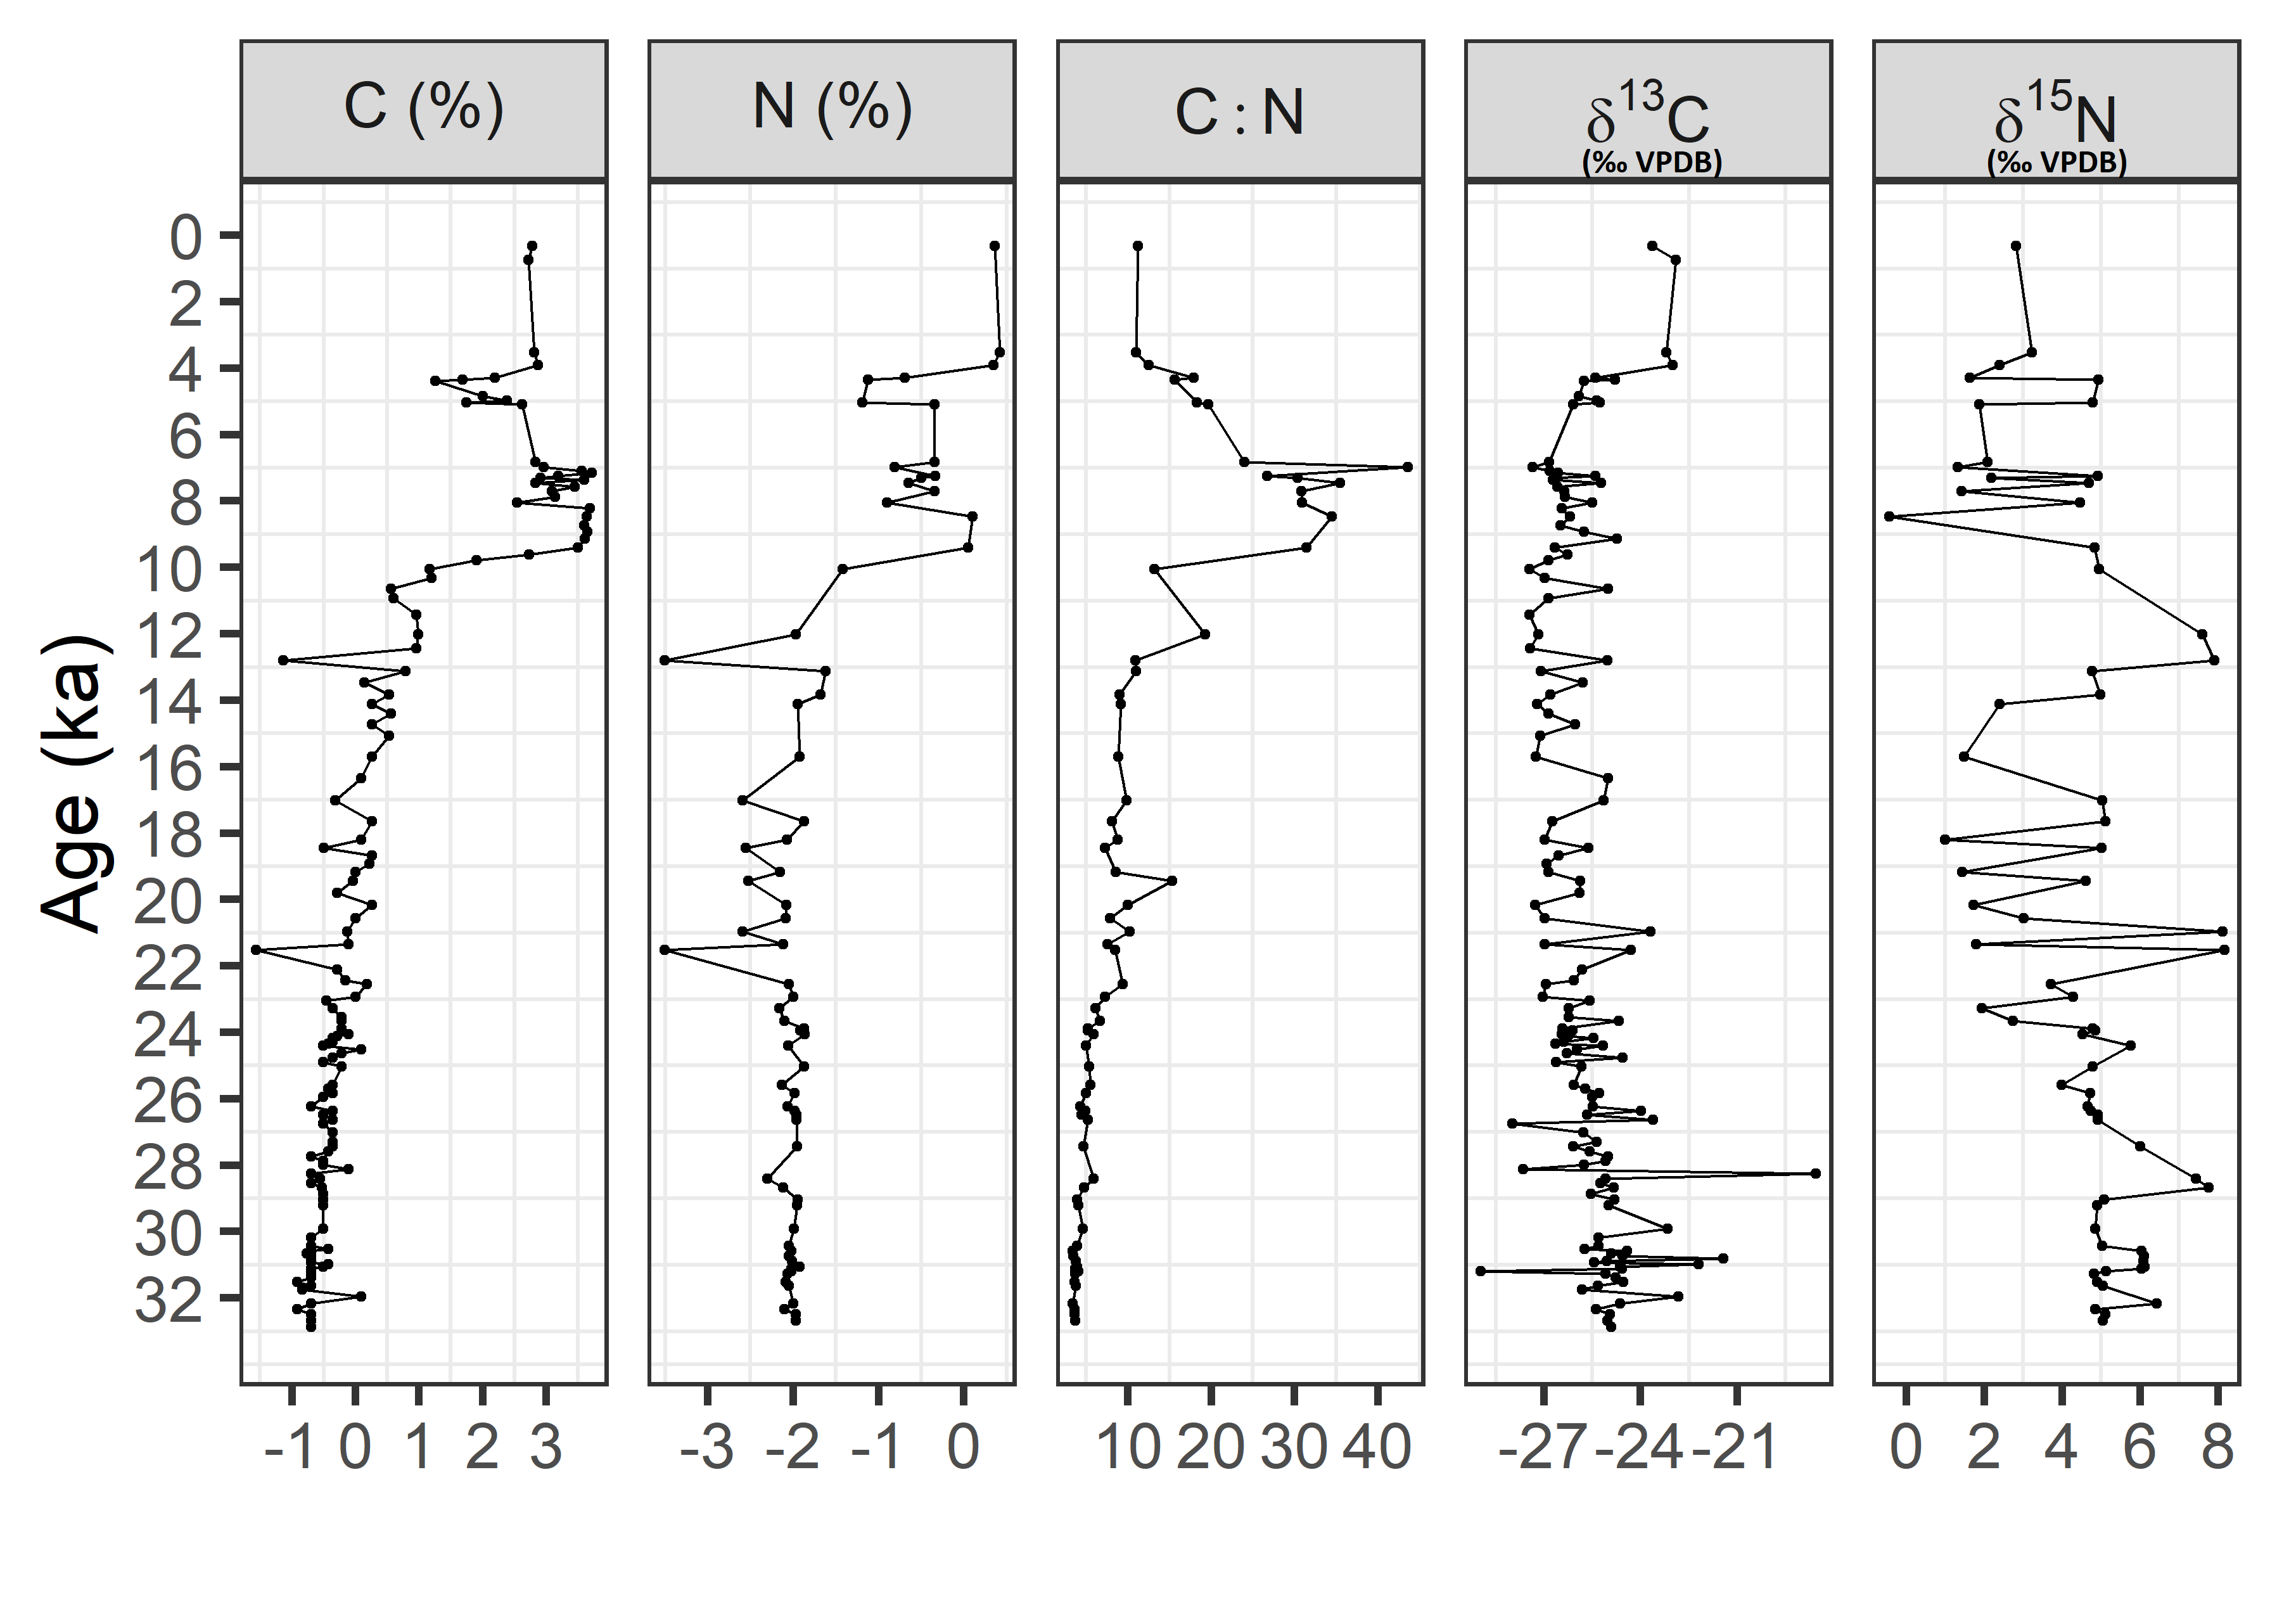 C (%)
N (%)
C : N
δ¹³C
(‰ VPDB)
δ¹⁵N
(‰ VPDB)
Age (ka)
0
2
4
6
8
10
12
14
16
18
20
22
24
26
28
30
32
-1 0 1 2 3
-3 -2 -1 0
10 20 30 40
-27 -24 -21
0 2 4 6 8